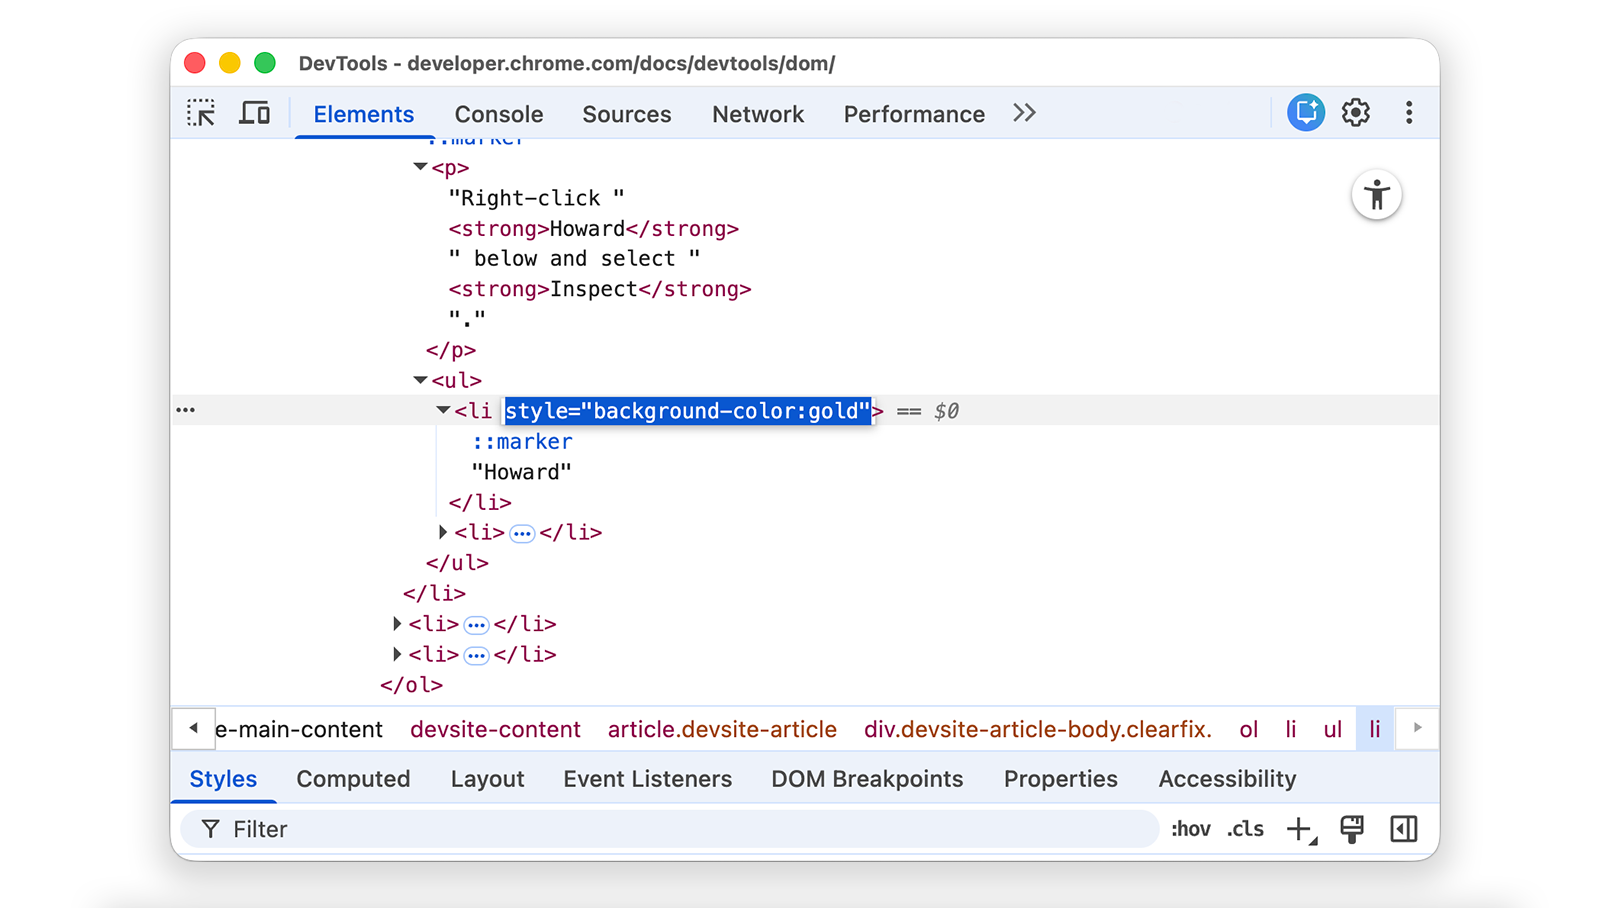 DevTools - developer.chrome.com/docs/devtools/dom/
Elements Console Sources Network Performance
::marker
<p>
"Right-click "
<strong>Howard</strong>
" below and select "
<strong>Inspect</strong>
"."
</p>
<ul>
<li style="background-color:gold"> == $0
::marker
"Howard"
</li>
<li>…</li>
</ul>
</li>
<li>…</li>
<li>…</li>
</ol>
e-main-content devsite-content article.devsite-article div.devsite-article-body.clearfix. ol li ul li
Styles Computed Layout Event Listeners DOM Breakpoints Properties Accessibility
Filter :hov .cls